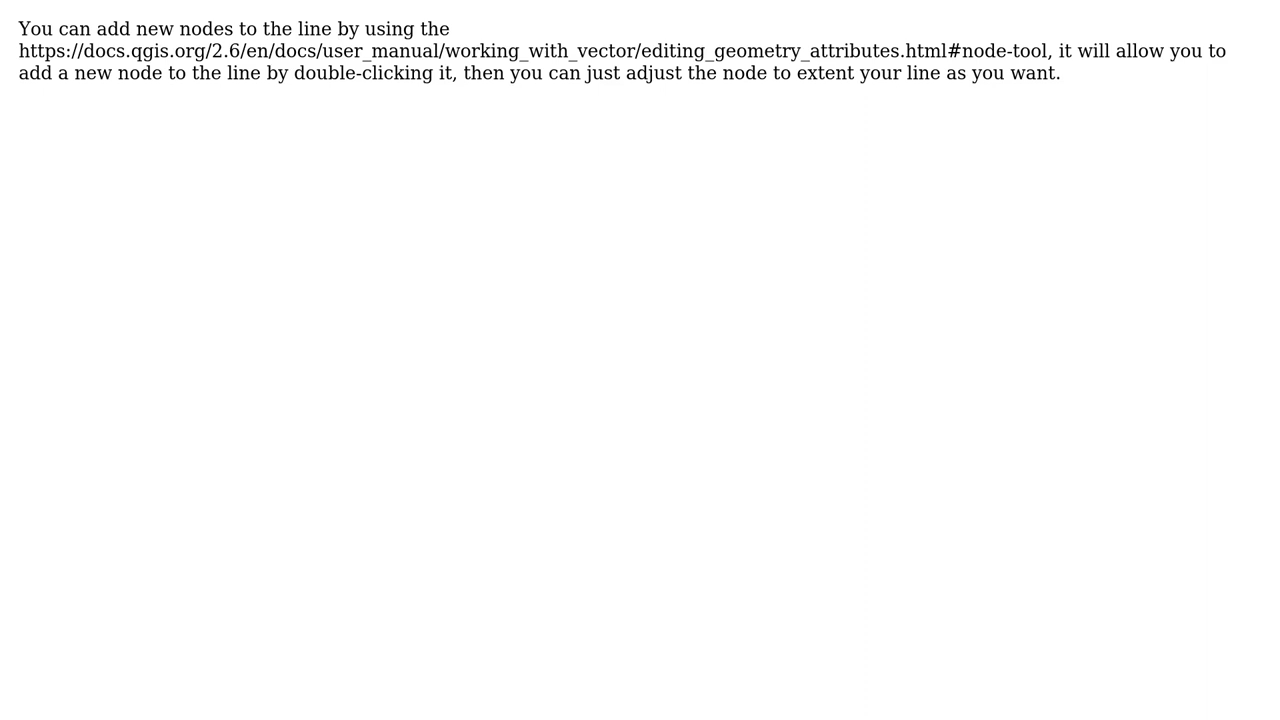 You can add new nodes to the line by using the
https://docs.qgis.org/2.6/en/docs/user_manual/working_with_vector/editing_geometry_attributes.html#node-tool, it will allow you to
add a new node to the line by double-clicking it, then you can just adjust the node to extent your line as you want.